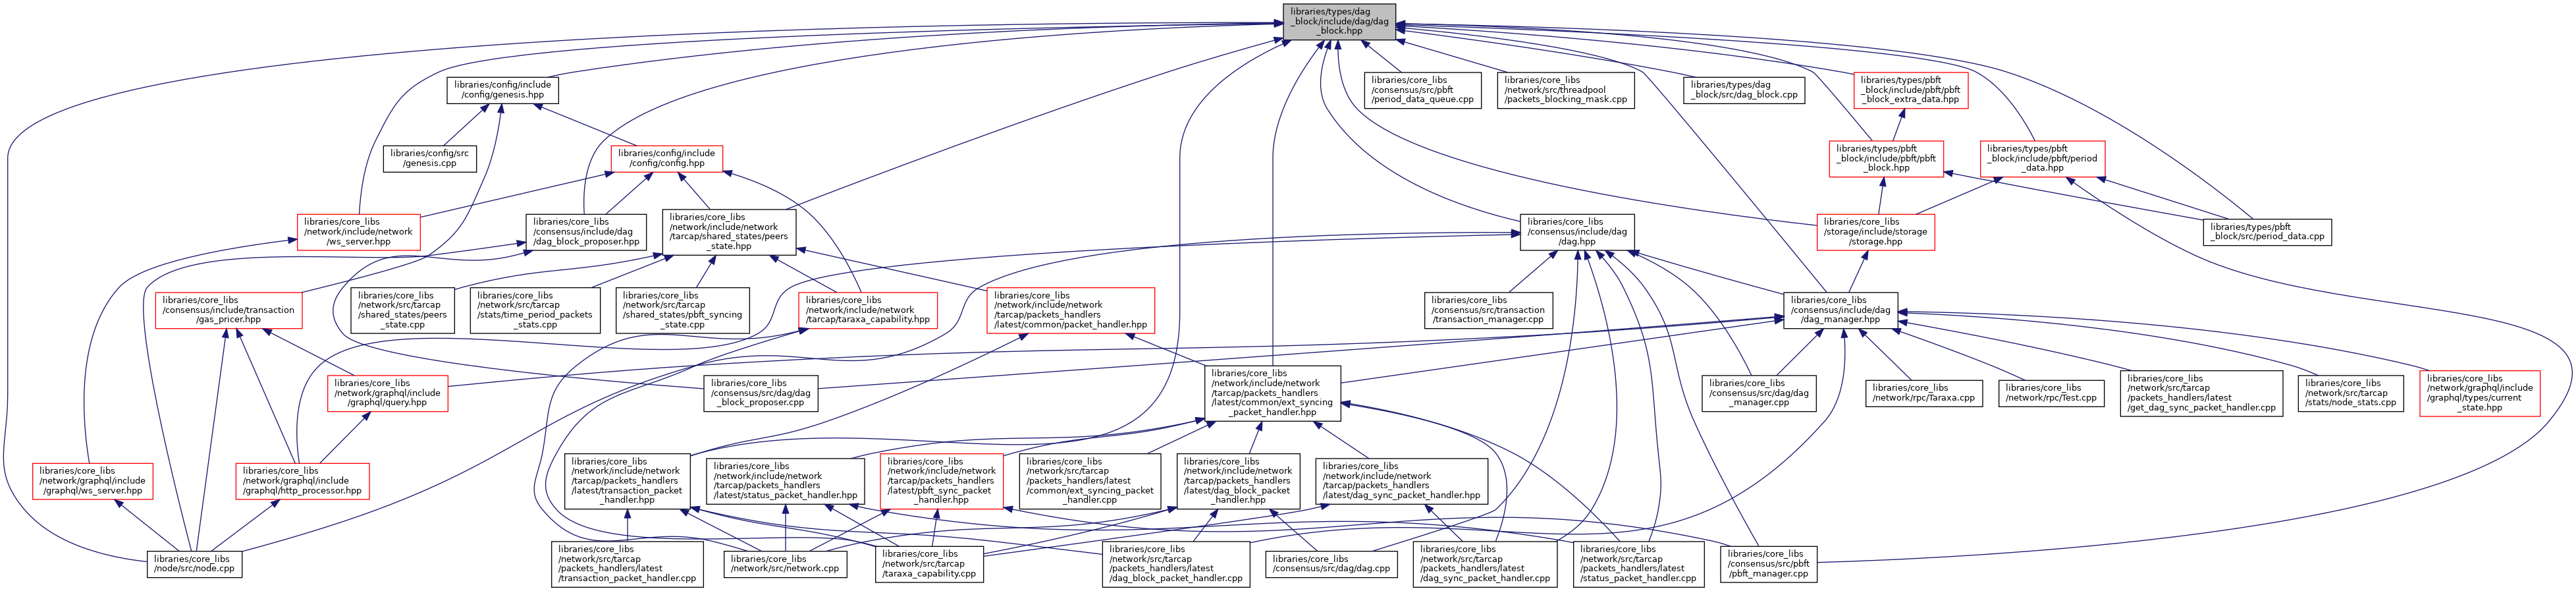 libraries/types/dag
_block/include/dag/dag
_block.hpp
libraries/config/include
/config/genesis.hpp
libraries/core_libs
/consensus/src/pbft
/period_data_queue.cpp
libraries/core_libs
/network/src/threadpool
/packets_blocking_mask.cpp
libraries/types/dag
_block/src/dag_block.cpp
libraries/types/pbft
_block/include/pbft/pbft
_block_extra_data.hpp
libraries/config/src
/genesis.cpp
libraries/config/include
/config/config.hpp
libraries/types/pbft
_block/include/pbft/pbft
_block.hpp
libraries/types/pbft
_block/include/pbft/period
_data.hpp
libraries/core_libs
/network/include/network
/ws_server.hpp
libraries/core_libs
/consensus/include/dag
/dag_block_proposer.hpp
libraries/core_libs
/network/include/network
/tarcap/shared_states/peers
_state.hpp
libraries/core_libs
/consensus/include/dag
/dag.hpp
libraries/core_libs
/storage/include/storage
/storage.hpp
libraries/types/pbft
_block/src/period_data.cpp
libraries/core_libs
/consensus/include/transaction
/gas_pricer.hpp
libraries/core_libs
/network/src/tarcap
/shared_states/peers
_state.cpp
libraries/core_libs
/network/src/tarcap
/stats/time_period_packets
_stats.cpp
libraries/core_libs
/network/src/tarcap
/shared_states/pbft_syncing
_state.cpp
libraries/core_libs
/network/include/network
/tarcap/taraxa_capability.hpp
libraries/core_libs
/network/include/network
/tarcap/packets_handlers
/latest/common/packet_handler.hpp
libraries/core_libs
/consensus/src/transaction
/transaction_manager.cpp
libraries/core_libs
/consensus/include/dag
/dag_manager.hpp
libraries/core_libs
/network/graphql/include
/graphql/query.hpp
libraries/core_libs
/consensus/src/dag/dag
_block_proposer.cpp
libraries/core_libs
/network/include/network
/tarcap/packets_handlers
/latest/common/ext_syncing
_packet_handler.hpp
libraries/core_libs
/consensus/src/dag/dag
_manager.cpp
libraries/core_libs
/network/rpc/Taraxa.cpp
libraries/core_libs
/network/rpc/Test.cpp
libraries/core_libs
/network/src/tarcap
/packets_handlers/latest
/get_dag_sync_packet_handler.cpp
libraries/core_libs
/network/src/tarcap
/stats/node_stats.cpp
libraries/core_libs
/network/graphql/include
/graphql/types/current
_state.hpp
libraries/core_libs
/network/graphql/include
/graphql/ws_server.hpp
libraries/core_libs
/network/graphql/include
/graphql/http_processor.hpp
libraries/core_libs
/network/include/network
/tarcap/packets_handlers
/latest/transaction_packet
_handler.hpp
libraries/core_libs
/network/include/network
/tarcap/packets_handlers
/latest/status_packet_handler.hpp
libraries/core_libs
/network/include/network
/tarcap/packets_handlers
/latest/pbft_sync_packet
_handler.hpp
libraries/core_libs
/network/src/tarcap
/packets_handlers/latest
/common/ext_syncing_packet
_handler.cpp
libraries/core_libs
/network/include/network
/tarcap/packets_handlers
/latest/dag_block_packet
_handler.hpp
libraries/core_libs
/network/include/network
/tarcap/packets_handlers
/latest/dag_sync_packet_handler.hpp
libraries/core_libs
/node/src/node.cpp
libraries/core_libs
/network/src/tarcap
/packets_handlers/latest
/transaction_packet_handler.cpp
libraries/core_libs
/network/src/network.cpp
libraries/core_libs
/network/src/tarcap
/taraxa_capability.cpp
libraries/core_libs
/network/src/tarcap
/packets_handlers/latest
/dag_block_packet_handler.cpp
libraries/core_libs
/consensus/src/dag/dag.cpp
libraries/core_libs
/network/src/tarcap
/packets_handlers/latest
/dag_sync_packet_handler.cpp
libraries/core_libs
/network/src/tarcap
/packets_handlers/latest
/status_packet_handler.cpp
libraries/core_libs
/consensus/src/pbft
/pbft_manager.cpp